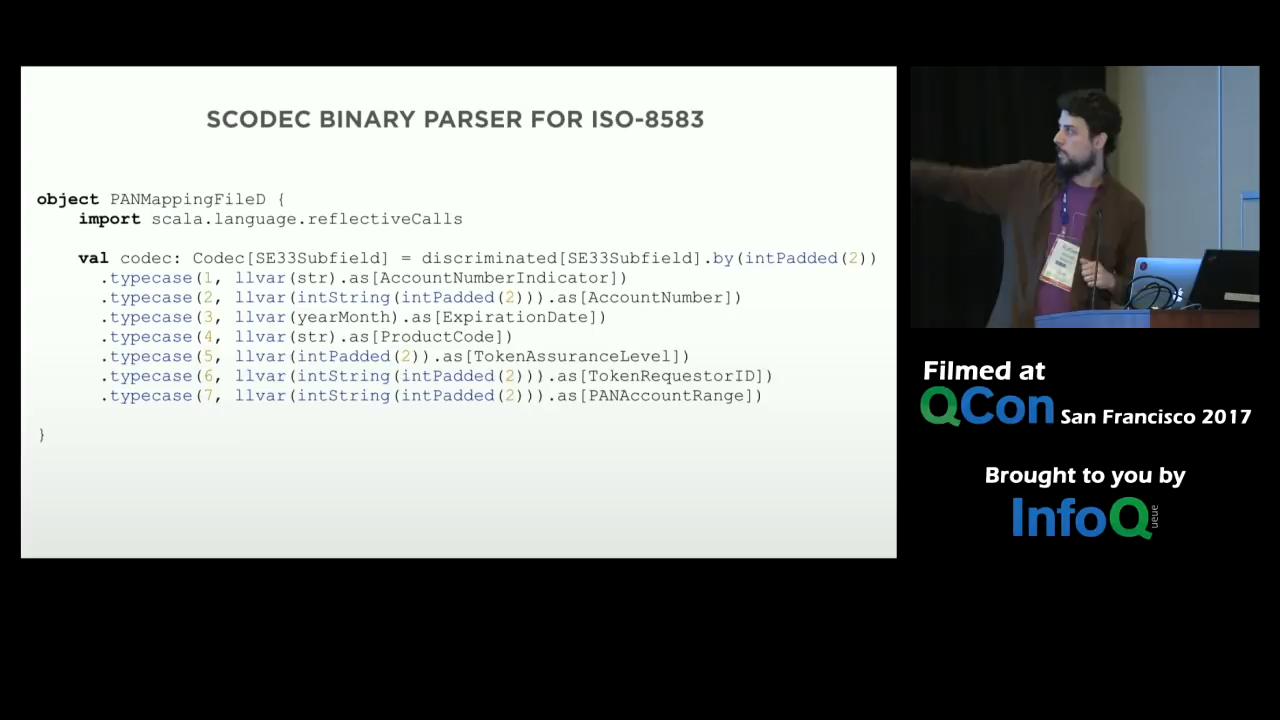 SCODEC BINARY PARSER FOR ISO-8583
object PANMappingFileD {
    import scala.language.reflectiveCalls
    val codec: Codec[SE33Subfield] = discriminated[SE33Subfield].by(intPadded(2))
      .typecase(1, llvar(str).as[AccountNumberIndicator])
      .typecase(2, llvar(intString(intPadded(2))).as[AccountNumber])
      .typecase(3, llvar(yearMonth).as[ExpirationDate])
      .typecase(4, llvar(str).as[ProductCode])
      .typecase(5, llvar(intPadded(2)).as[TokenAssuranceLevel])
      .typecase(6, llvar(intString(intPadded(2))).as[TokenRequestorID])
      .typecase(7, llvar(intString(intPadded(2))).as[PANAccountRange])
}
Filmed at
QCon San Francisco 2017
Brought to you by
InfoQueue